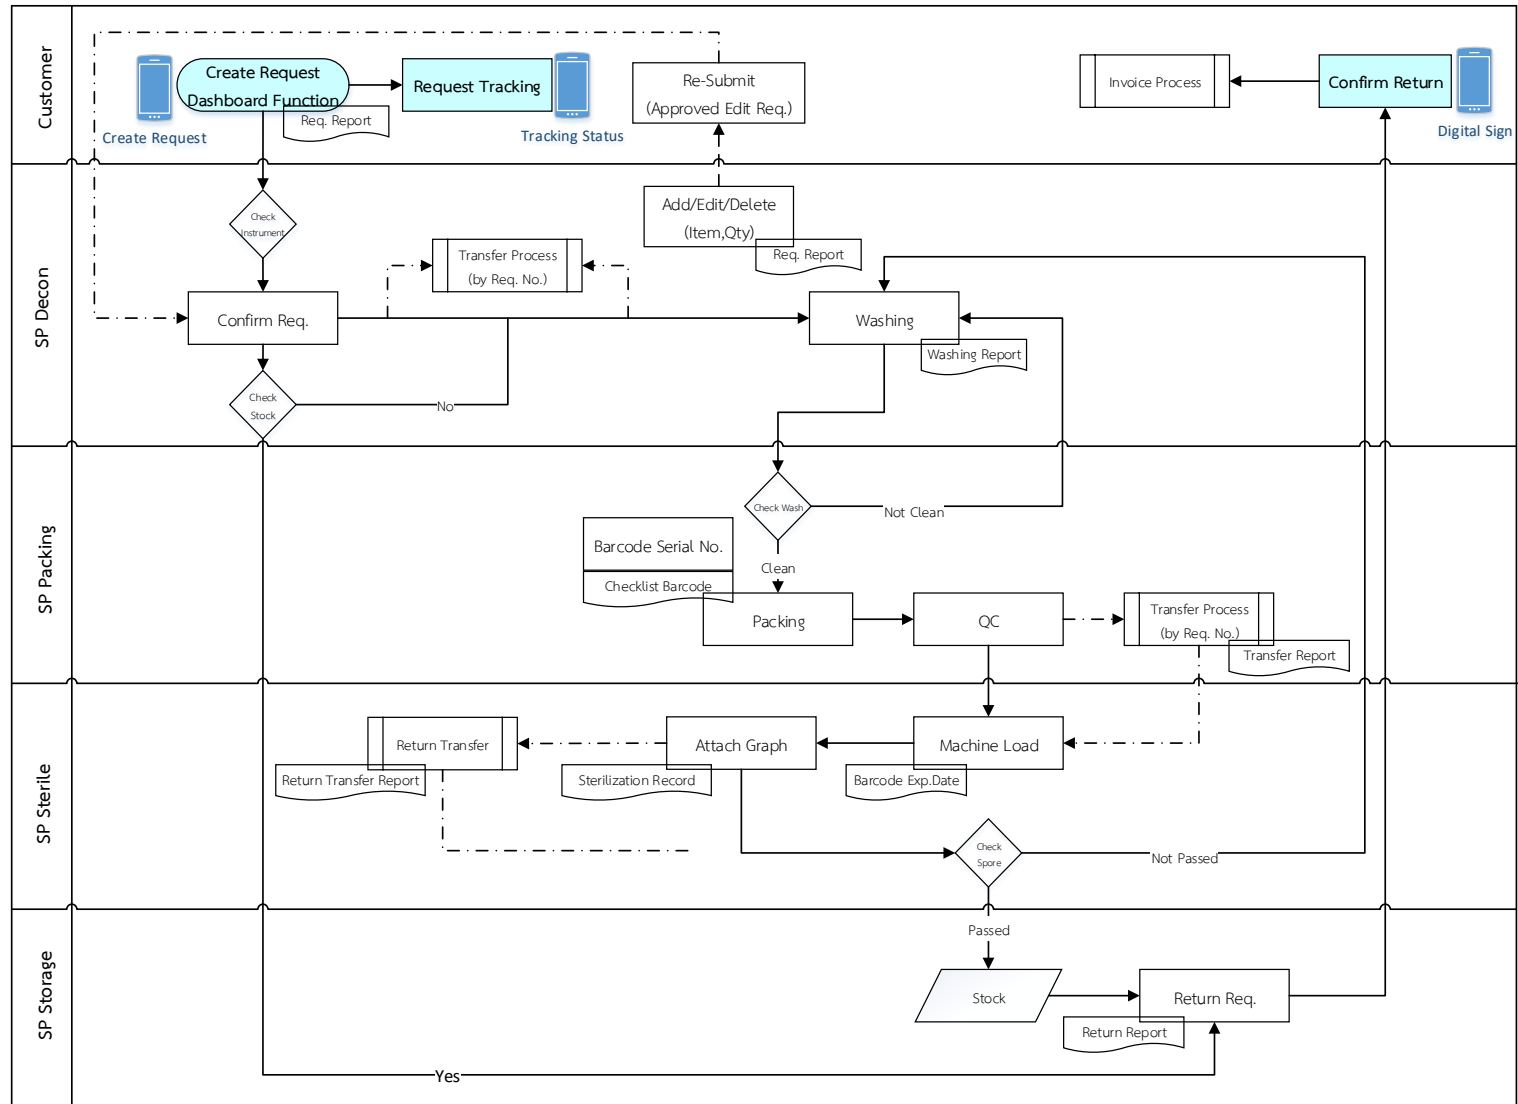 Customer
Create Request
Dashboard Function
Req. Report
Create Request
Request Tracking
Tracking Status
Re-Submit
(Approved Edit Req.)
Invoice Process
Confirm Return
Digital Sign
SP Decon
Check
Instrument
Add/Edit/Delete
(Item,Qty)
Req. Report
Transfer Process
(by Req. No.)
Confirm Req.
Washing
Washing Report
Check
Stock
No
SP Packing
Check Wash
Not Clean
Clean
Barcode Serial No.
Checklist Barcode
Packing
QC
Transfer Process
(by Req. No.)
Transfer Report
SP Sterile
Return Transfer
Return Transfer Report
Attach Graph
Sterilization Record
Machine Load
Barcode Exp.Date
Check
Spore
Not Passed
SP Storage
Passed
Stock
Return Req.
Return Report
Yes